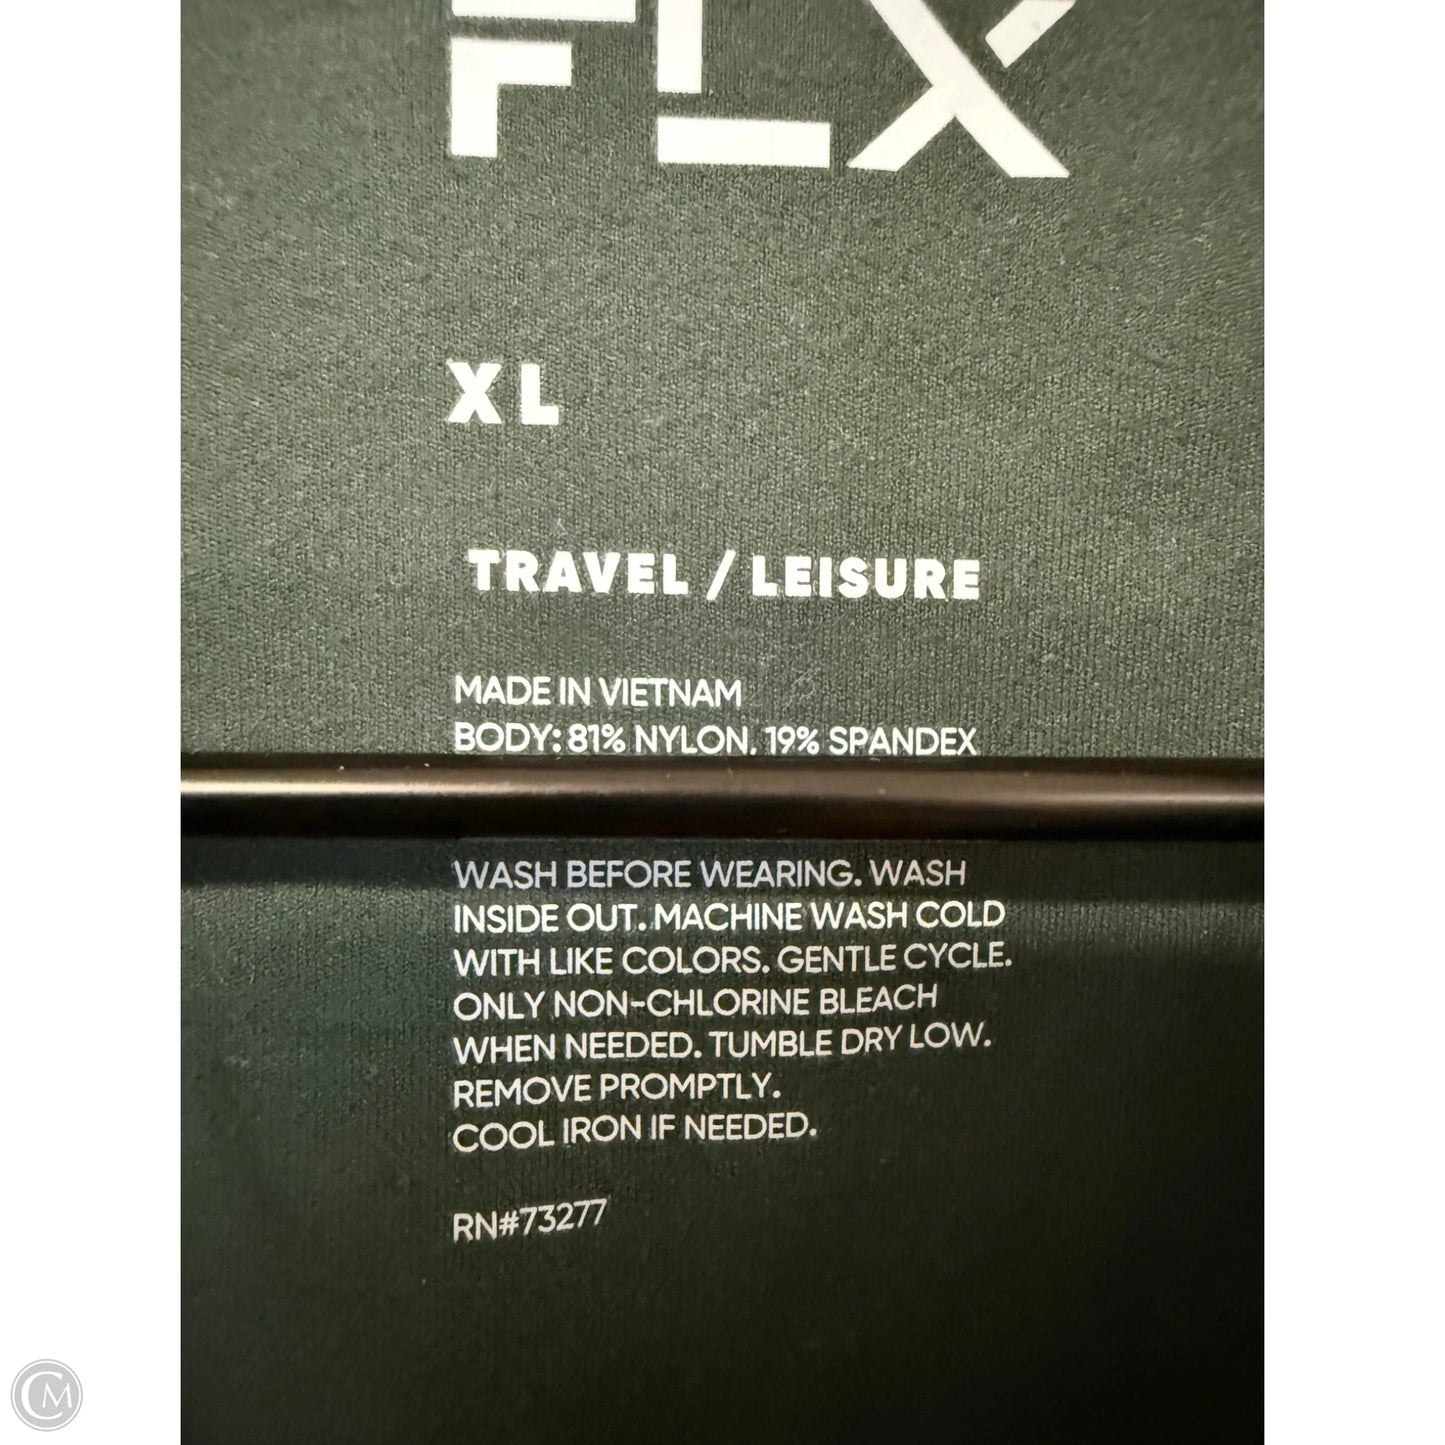 FLX
XL
TRAVEL / LEISURE
MADE IN VIETNAM
BODY: 81% NYLON, 19% SPANDEX
WASH BEFORE WEARING. WASH
INSIDE OUT. MACHINE WASH COLD
WITH LIKE COLORS. GENTLE CYCLE.
ONLY NON-CHLORINE BLEACH
WHEN NEEDED. TUMBLE DRY LOW.
REMOVE PROMPTLY.
COOL IRON IF NEEDED.
RN#73277
CM